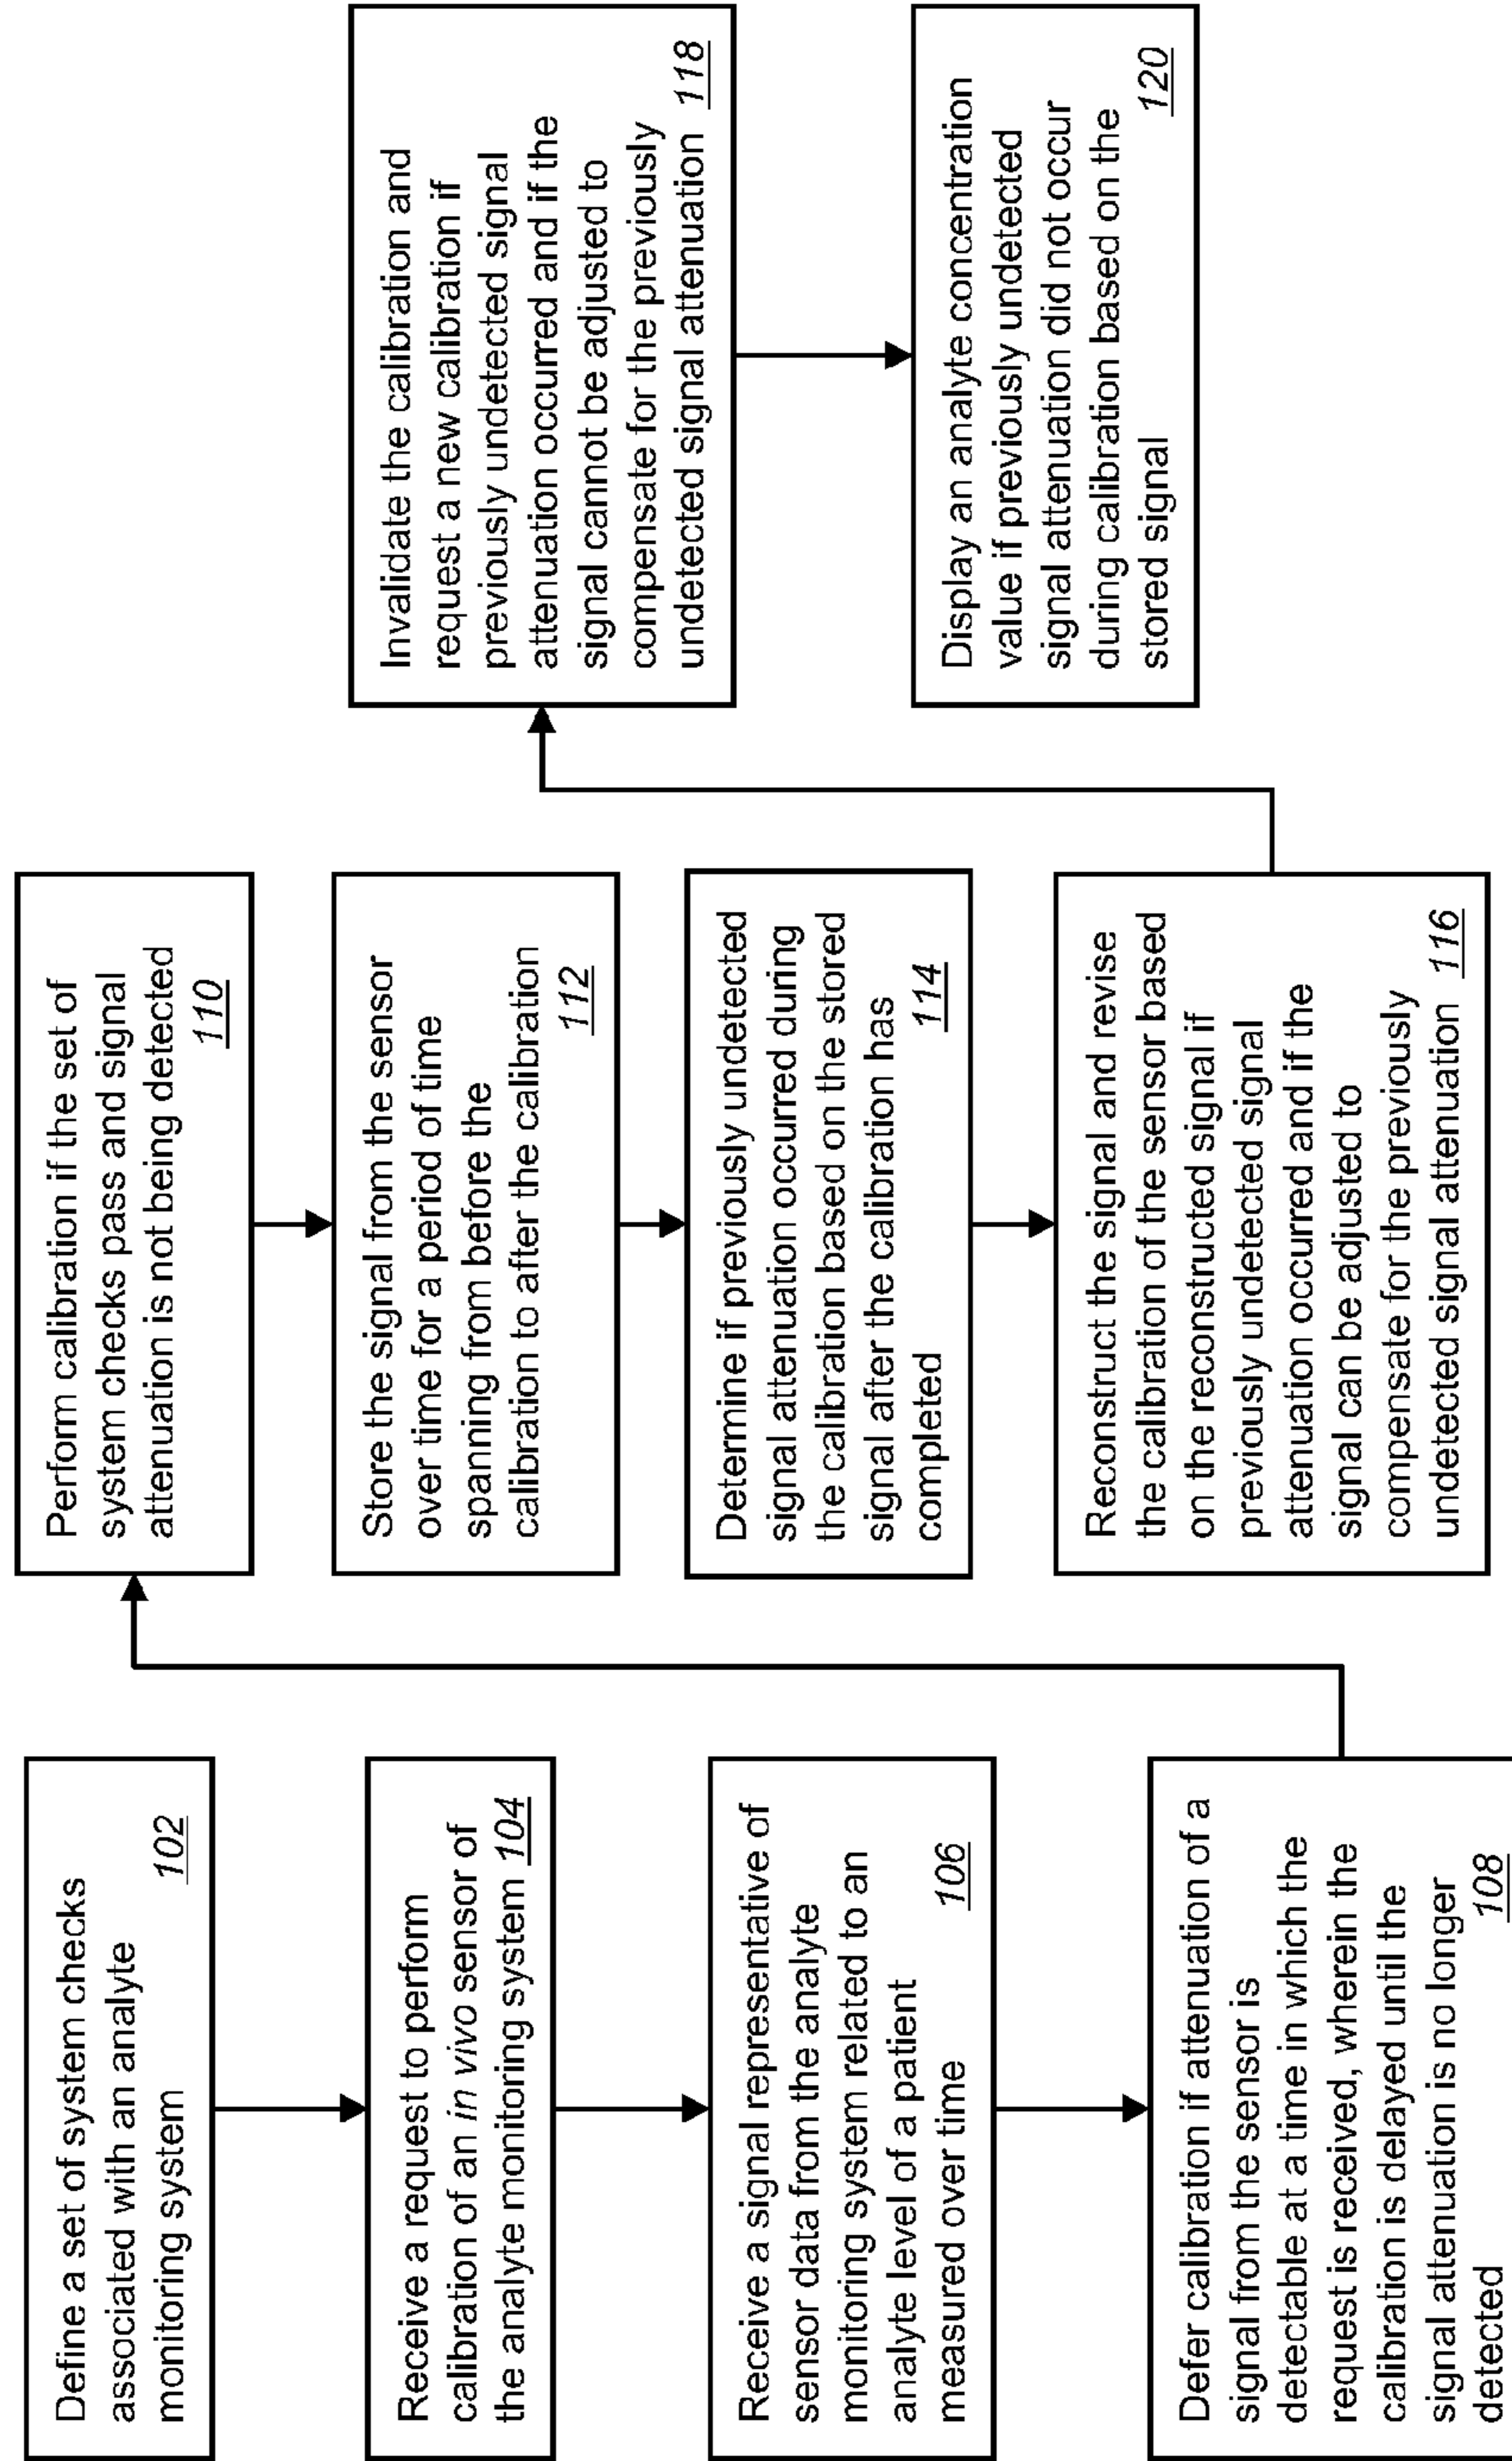 Define a set of system checks
associated with an analyte
monitoring system
102
Receive a request to perform
calibration of an in vivo sensor of
the analyte monitoring system 104
Receive a signal representative of
sensor data from the analyte
monitoring system related to an
analyte level of a patient
measured over time
106
Defer calibration if attenuation of a
signal from the sensor is
detectable at a time in which the
request is received, wherein the
calibration is delayed until the
signal attenuation is no longer
detected
108
Perform calibration if the set of
system checks pass and signal
attenuation is not being detected
110
Store the signal from the sensor
over time for a period of time
spanning from before the
calibration to after the calibration
112
Determine if previously undetected
signal attenuation occurred during
the calibration based on the stored
signal after the calibration has
completed
114
Reconstruct the signal and revise
the calibration of the sensor based
on the reconstructed signal if
previously undetected signal
attenuation occurred and if the
signal can be adjusted to
compensate for the previously
undetected signal attenuation 116
Invalidate the calibration and
request a new calibration if
previously undetected signal
attenuation occurred and if the
signal cannot be adjusted to
compensate for the previously
undetected signal attenuation 118
Display an analyte concentration
value if previously undetected
signal attenuation did not occur
during calibration based on the
stored signal
120